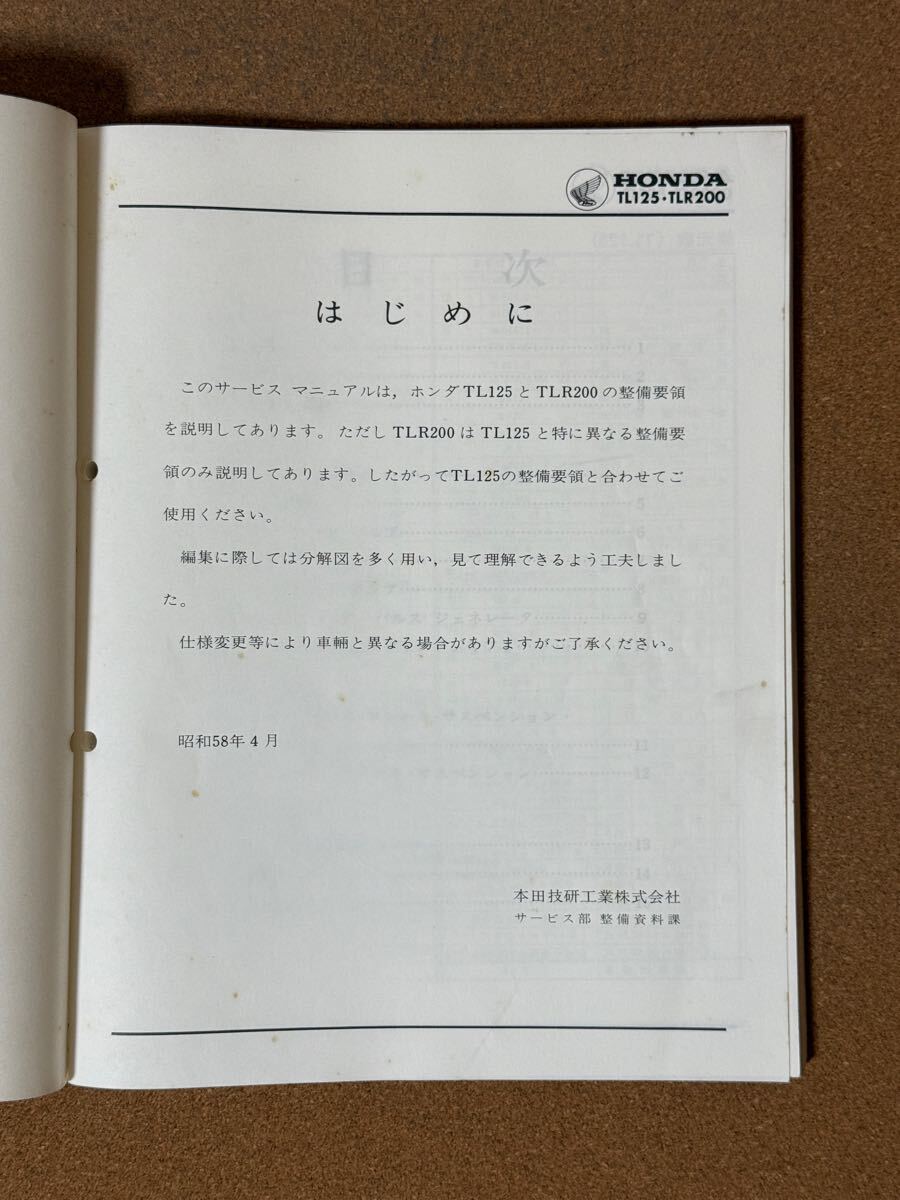 HONDA
TL125・TLR200
はじめに
このサービス マニュアルは，ホンダTL125とTLR200の整備要領
を説明してあります。ただしTLR200はTL125と特に異なる整備要
領のみ説明してあります。したがってTL125の整備要領と合わせてご
使用ください。
編集に際しては分解図を多く用い，見て理解できるよう工夫しまし
た。
仕様変更等により車輛と異なる場合がありますがご了承ください。
昭和58年4月
本田技研工業株式会社
サービス部 整備資料課